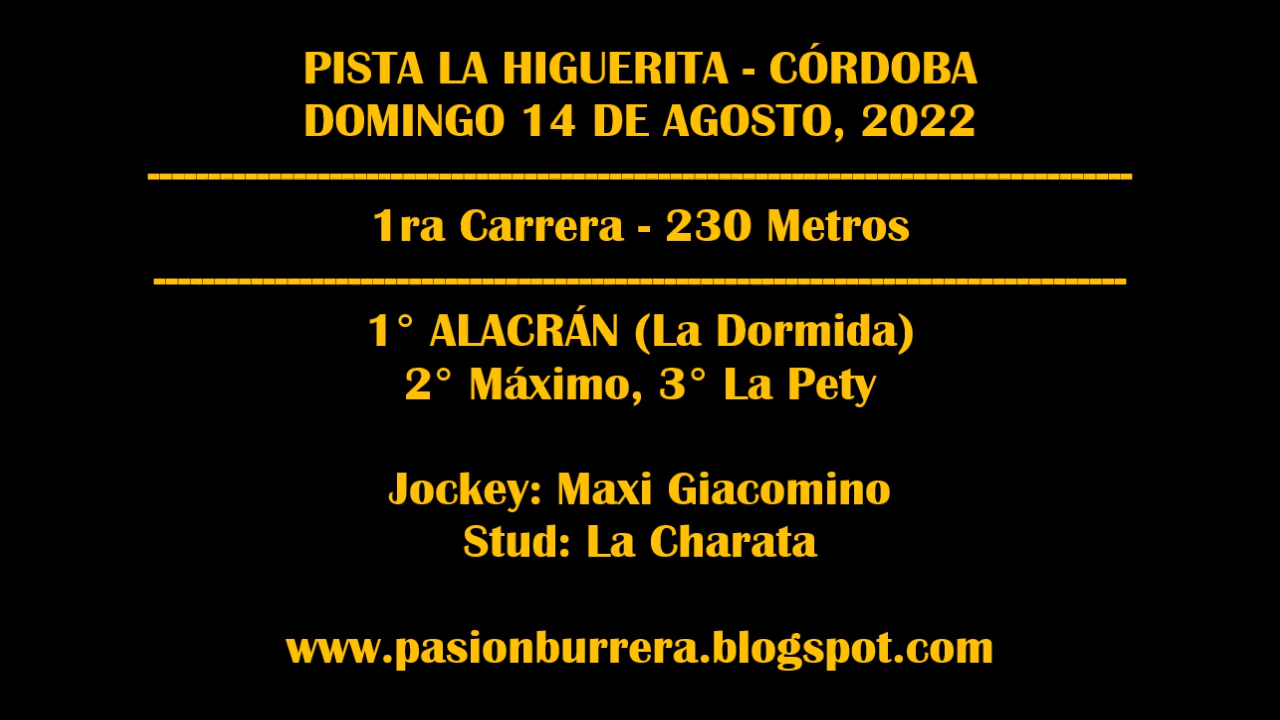 PISTA LA HIGUERITA - CÓRDOBA
DOMINGO 14 DE AGOSTO, 2022
1ra Carrera - 230 Metros
1° ALACRÁN (La Dormida)
2° Máximo, 3° La Pety
Jockey: Maxi Giacomino
Stud: La Charata
www.pasionburrera.blogspot.com